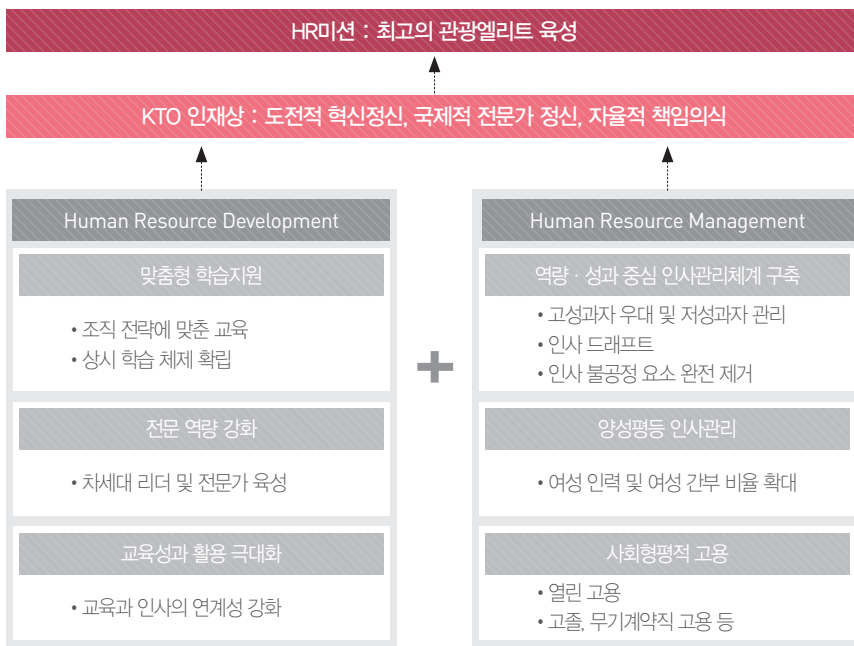 HR미션 : 최고의 관광엘리트 육성
KTO 인재상 : 도전적 혁신정신, 국제적 전문가 정신, 자율적 책임의식
Human Resource Development
맞춤형 학습지원
• 조직 전략에 맞춘 교육
• 상시 학습 체제 확립
전문 역량 강화
• 차세대 리더 및 전문가 육성
교육성과 활용 극대화
• 교육과 인사의 연계성 강화
+
Human Resource Management
역량 · 성과 중심 인사관리체계 구축
• 고성과자 우대 및 저성과자 관리
• 인사 드래프트
• 인사 불공정 요소 완전 제거
양성평등 인사관리
• 여성 인력 및 여성 간부 비율 확대
사회형평적 고용
• 열린 고용
• 고졸, 무기계약직 고용 등